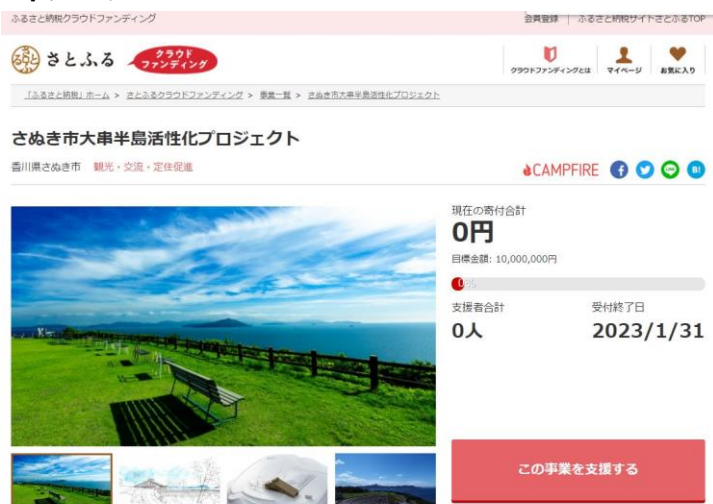 ふるさと納税クラウドファンディング
会員登録 | ふるさと納税サイトさとふるTOP
さとふる
クラウド
ファンディング
クラウドファンディングとは
マイページ
お気に入り
「ふるさと納税」ホーム > さとふるクラウドファンディング > 事業一覧 > さぬき市大串半島活性化プロジェクト
さぬき市大串半島活性化プロジェクト
香川県さぬき市 観光・交流・定住促進
CAMPFIRE
B!
現在の寄付合計
0円
目標金額: 10,000,000円
0%
支援者合計
受付終了日
0人
2023/1/31
この事業を支援する